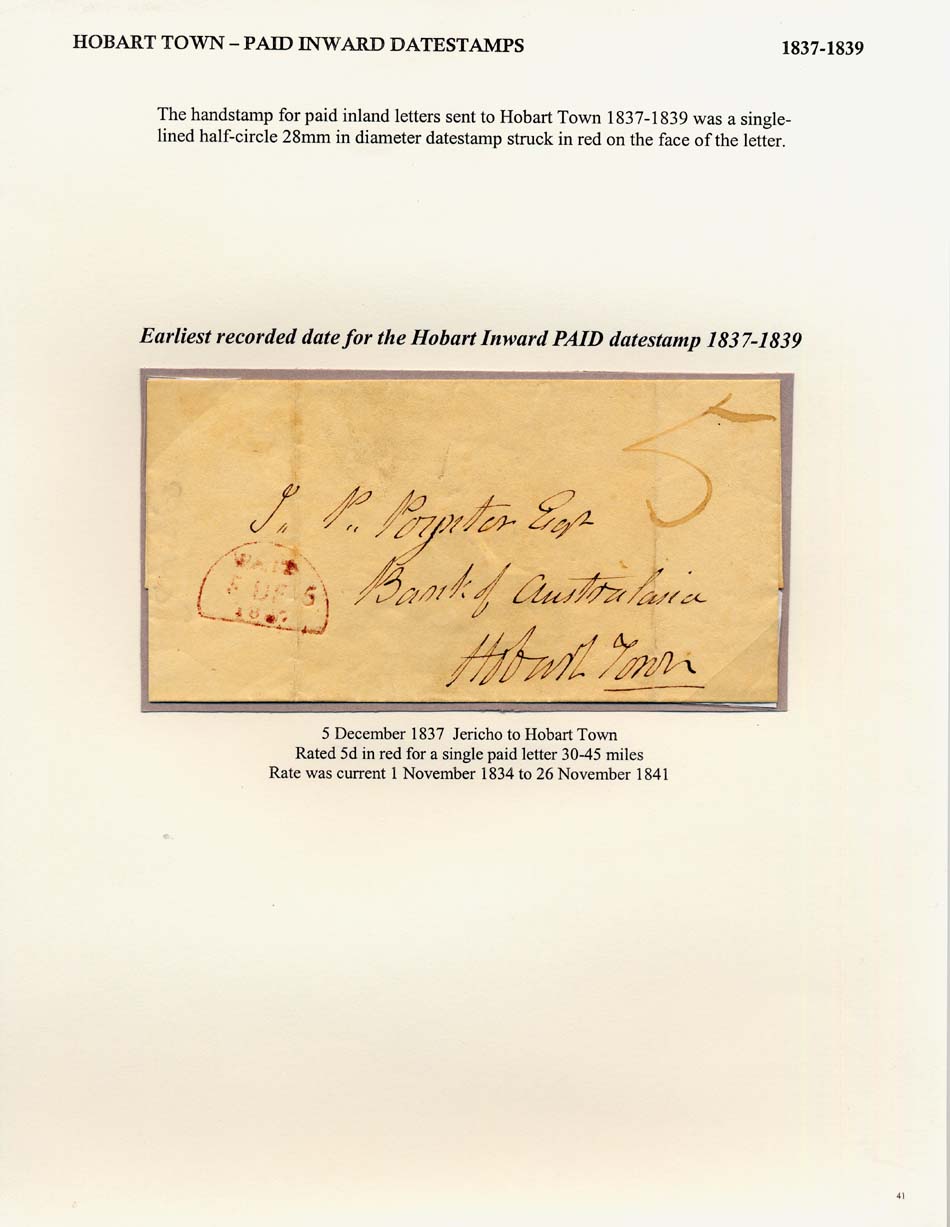 HOBART TOWN – PAID INWARD DATESTAMPS
1837-1839
The handstamp for paid inland letters sent to Hobart Town 1837-1839 was a single-
lined half-circle 28mm in diameter datestamp struck in red on the face of the letter.
Earliest recorded date for the Hobart Inward PAID datestamp 1837-1839
5
J,, P,, Poynter Esqr
Bank of Australasia
Hobart Town
DE 5
5 December 1837 Jericho to Hobart Town
Rated 5d in red for a single paid letter 30-45 miles
Rate was current 1 November 1834 to 26 November 1841
41